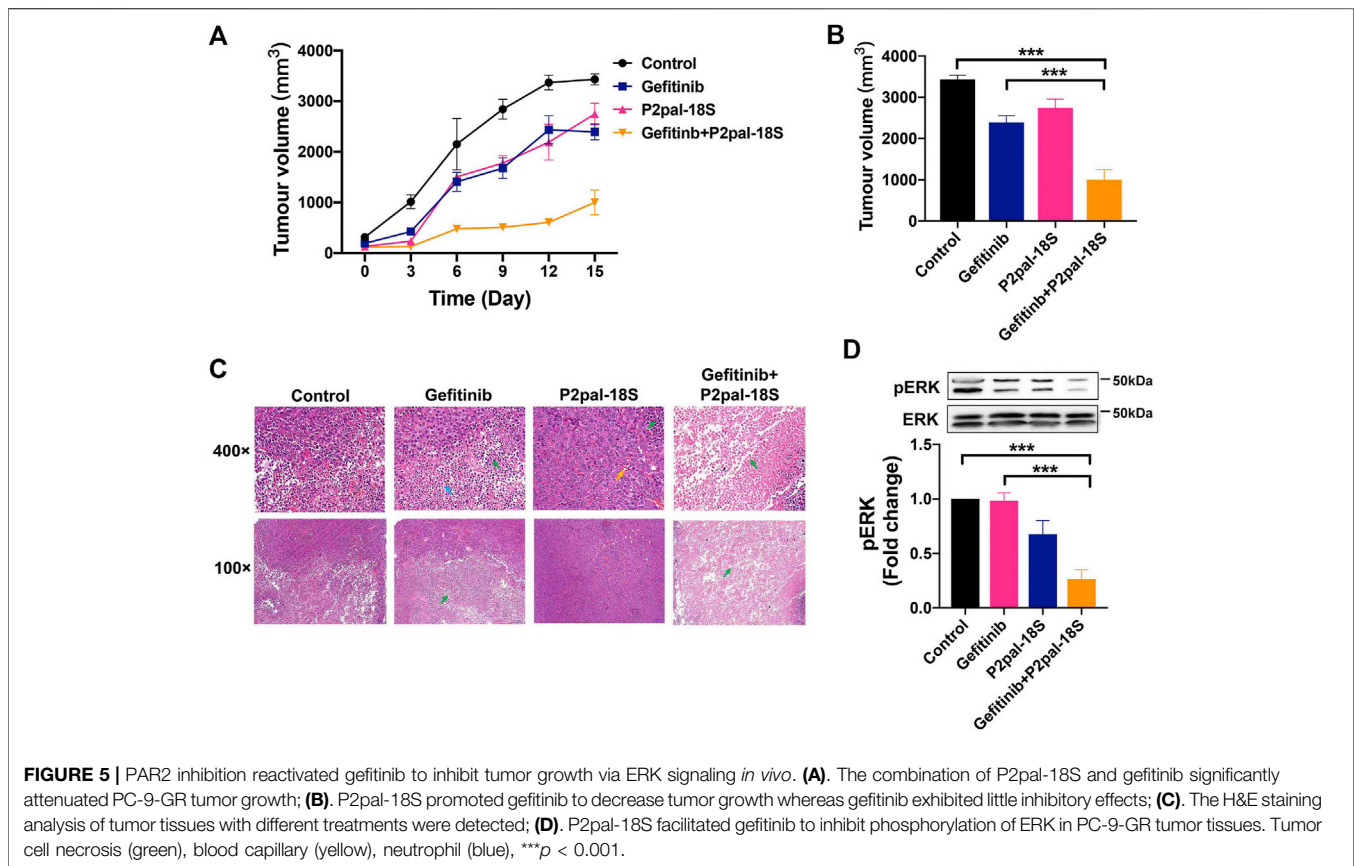 A
Tumour volume (mm³)
4000
3000
2000
1000
0
0 3 6 9 12 15
Time (Day)
Control
Gefitinib
P2pal-18S
Gefitinb+P2pal-18S
B
Tumour volume (mm³)
4000
3000
2000
1000
0
***
***
Control
Gefitinib
P2pal-18S
Gefitinb+P2pal-18S
C
Control Gefitinib P2pal-18S Gefitinib+
P2pal-18S
400×
100×
D
pERK
50kDa
ERK
50kDa
pERK
(Fold change)
1.5
1.0
0.5
0.0
***
***
Control
Gefitinib
P2pal-18S
Gefitinb+P2pal-18S
FIGURE 5 | PAR2 inhibition reactivated gefitinib to inhibit tumor growth via ERK signaling in vivo. (A). The combination of P2pal-18S and gefitinib significantly
attenuated PC-9-GR tumor growth; (B). P2pal-18S promoted gefitinib to decrease tumor growth whereas gefitinib exhibited little inhibitory effects; (C). The H&E staining
analysis of tumor tissues with different treatments were detected; (D). P2pal-18S facilitated gefitinib to inhibit phosphorylation of ERK in PC-9-GR tumor tissues. Tumor
cell necrosis (green), blood capillary (yellow), neutrophil (blue), ***p < 0.001.